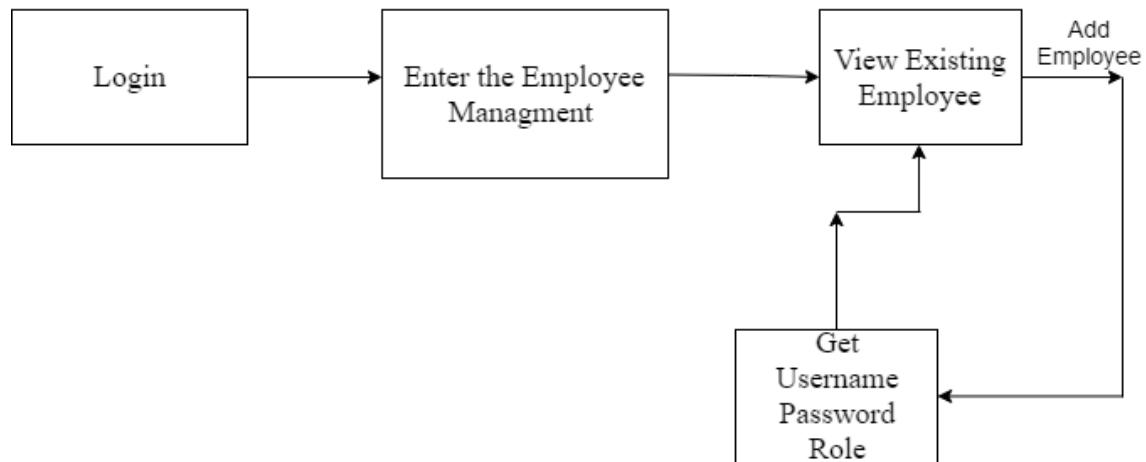 Login
Enter the Employee
Managment
View Existing
Employee
Add
Employee
Get
Username
Password
Role